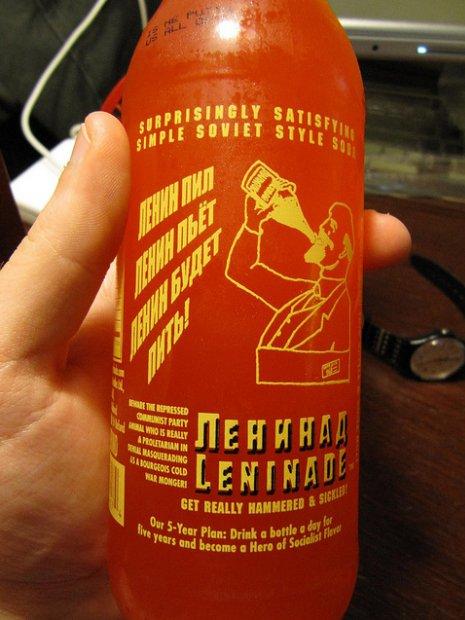 SURPRISINGLY SATISFYING
SIMPLE SOVIET STYLE SODA
ЛЕНИН ПИЛ
ЛЕНИН ПЬЁТ
ЛЕНИН БУДЕТ
ПИТЬ!
BEWARE THE REPRESSED
COMMUNIST PARTY
ANIMAL WHO IS REALLY
A PROLETARIAN IN
DENIAL MASQUERADING
AS A BOURGEOIS COLD
WAR MONGER!
ЛЕНИНАД
LENINADE
GET REALLY HAMMERED & SICKLED!
Our 5-Year Plan: Drink a bottle a day for
five years and become a Hero of Socialist Flavor